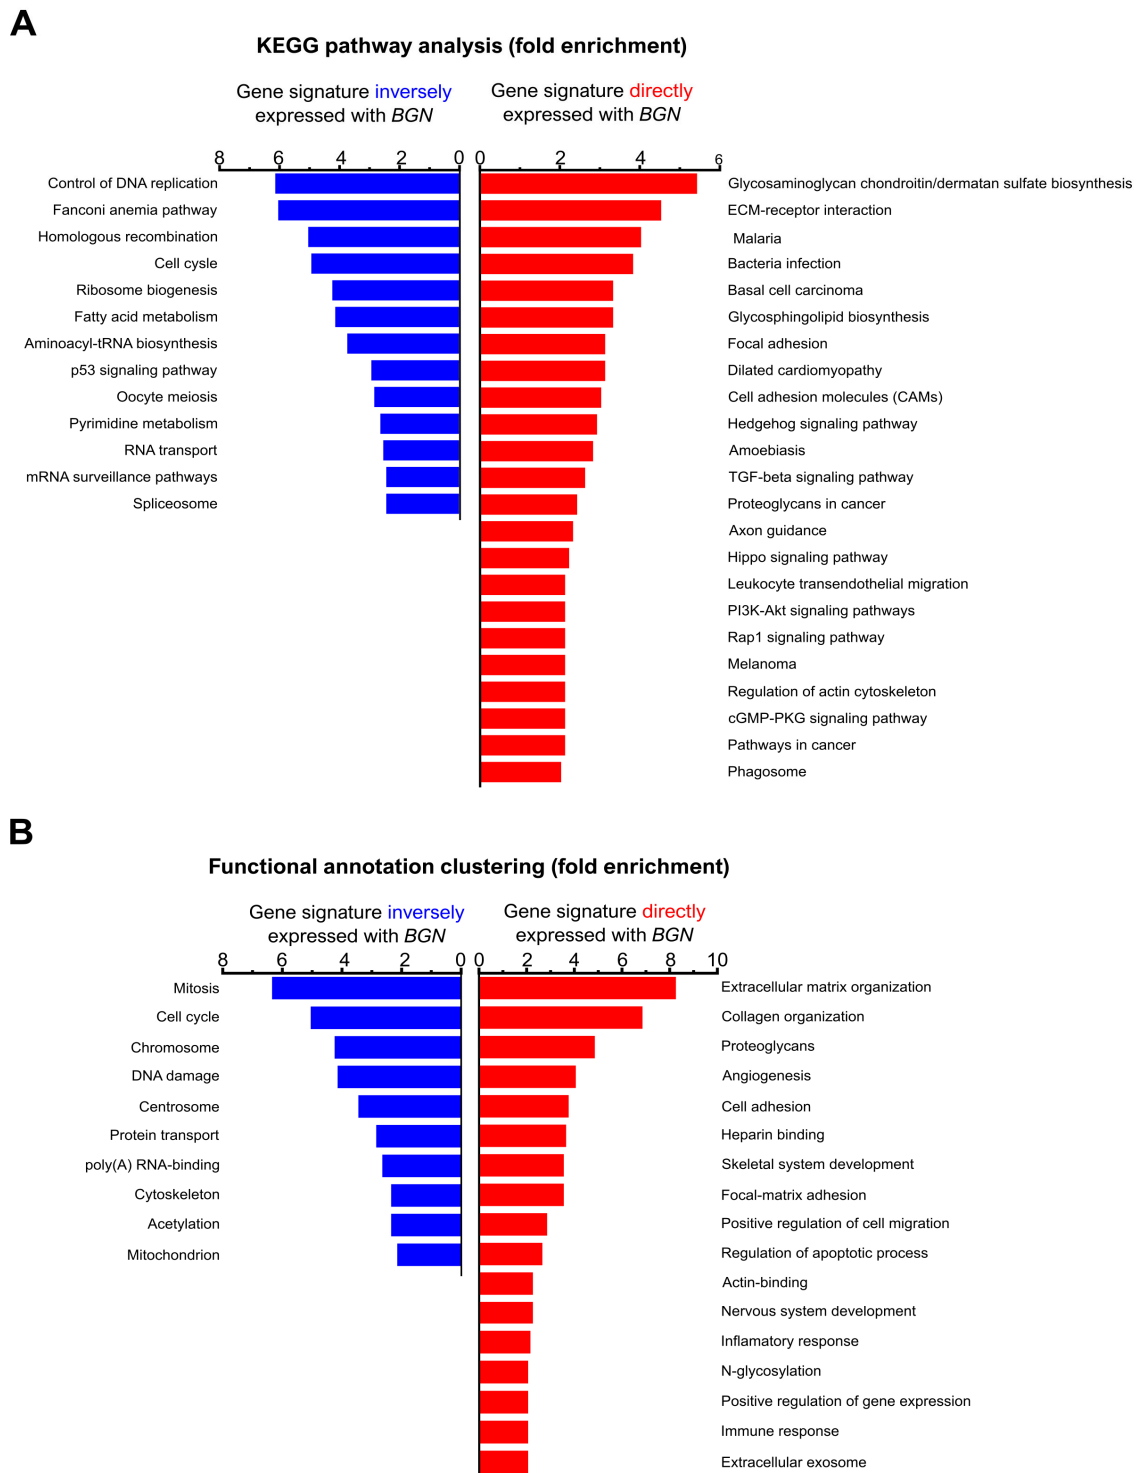 A
KEGG pathway analysis (fold enrichment)
Gene signature inversely
expressed with BGN
Gene signature directly
expressed with BGN
8 6 4 2 0 0 2 4 6
Control of DNA replication
Fanconi anemia pathway
Homologous recombination
Cell cycle
Ribosome biogenesis
Fatty acid metabolism
Aminoacyl-tRNA biosynthesis
p53 signaling pathway
Oocyte meiosis
Pyrimidine metabolism
RNA transport
mRNA surveillance pathways
Spliceosome
Glycosaminoglycan chondroitin/dermatan sulfate biosynthesis
ECM-receptor interaction
Malaria
Bacteria infection
Basal cell carcinoma
Glycosphingolipid biosynthesis
Focal adhesion
Dilated cardiomyopathy
Cell adhesion molecules (CAMs)
Hedgehog signaling pathway
Amoebiasis
TGF-beta signaling pathway
Proteoglycans in cancer
Axon guidance
Hippo signaling pathway
Leukocyte transendothelial migration
PI3K-Akt signaling pathways
Rap1 signaling pathway
Melanoma
Regulation of actin cytoskeleton
cGMP-PKG signaling pathway
Pathways in cancer
Phagosome
B
Functional annotation clustering (fold enrichment)
Gene signature inversely
expressed with BGN
Gene signature directly
expressed with BGN
8 6 4 2 0 0 2 4 6 8 10
Mitosis
Cell cycle
Chromosome
DNA damage
Centrosome
Protein transport
poly(A) RNA-binding
Cytoskeleton
Acetylation
Mitochondrion
Extracellular matrix organization
Collagen organization
Proteoglycans
Angiogenesis
Cell adhesion
Heparin binding
Skeletal system development
Focal-matrix adhesion
Positive regulation of cell migration
Regulation of apoptotic process
Actin-binding
Nervous system development
Inflamatory response
N-glycosylation
Positive regulation of gene expression
Immune response
Extracellular exosome